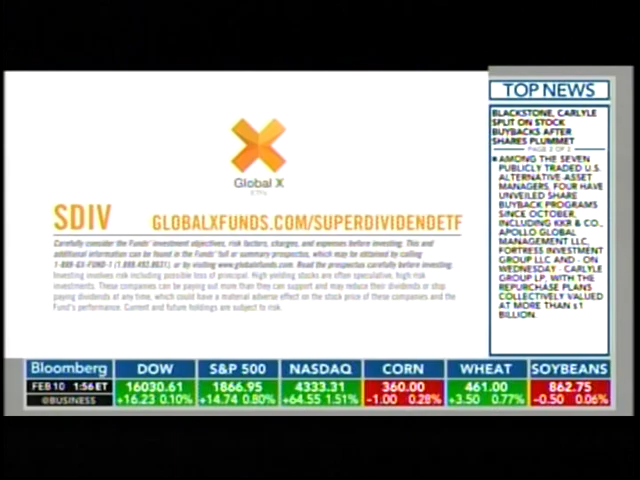 TOP NEWS
BLACKSTONE, CARLYLE
SPLIT ON STOCK
BUYBACKS AFTER
SHARES PLUMMET
PAGE 2 OF 2
AMONG THE SEVEN
PUBLICLY TRADED U.S.
ALTERNATIVE-ASSET
MANAGERS, FOUR HAVE
UNVEILED SHARE
BUYBACK PROGRAMS
SINCE OCTOBER,
INCLUDING KKR & CO.,
APOLLO GLOBAL
MANAGEMENT LLC,
FORTRESS INVESTMENT
GROUP LLC AND - ON
WEDNESDAY - CARLYLE
GROUP LP, WITH THE
REPURCHASE PLANS
COLLECTIVELY VALUED
AT MORE THAN $1
BILLION.
Global X
SDIV GLOBALXFUNDS.COM/SUPERDIVIDENDETF
Carefully consider the Funds' investment objectives, risk factors, charges, and expenses before investing. This and
additional information can be found in the Funds' full or summary prospectus, which may be obtained by calling
1-888-GX-FUND-1 (1.888.493.8631), or by visiting www.globalxfunds.com. Read the prospectus carefully before investing.
Investing involves risk including possible loss of principal. High yielding stocks are often speculative, high risk
investments. These companies can be paying out more than they can support and may reduce their dividends or stop
paying dividends at any time, which could have a material adverse effect on the stock price of these companies and the
Fund's performance. Current and future holdings are subject to risk.
Bloomberg DOW S&P 500 NASDAQ CORN WHEAT SOYBEANS
FEB 10 1:56 ET 16030.61 1866.95 4333.31 360.00 461.00 862.75
@BUSINESS +16.23 0.10% +14.74 0.80% +64.55 1.51% -1.00 0.28% +3.50 0.77% -0.50 0.06%